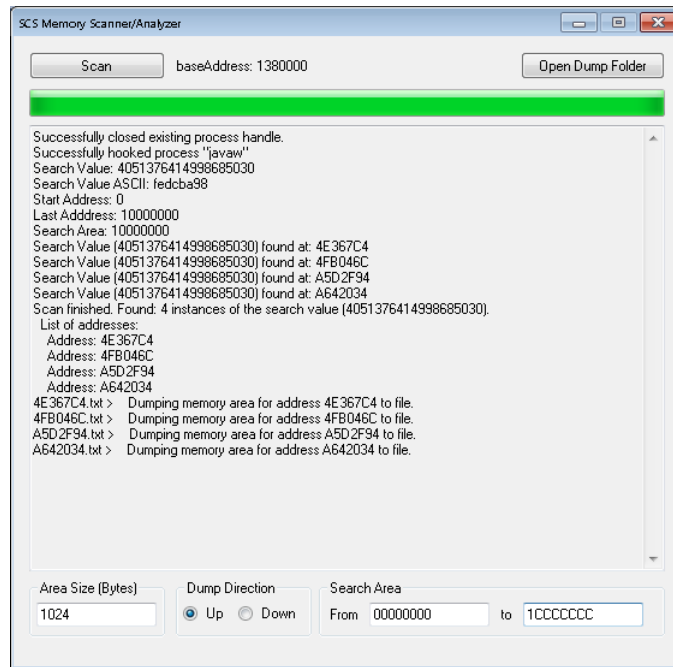 SCS Memory Scanner/Analyzer
Scan baseAddress: 1380000 Open Dump Folder
Successfully closed existing process handle.
Successfully hooked process "javaw"
Search Value: 4051376414998685030
Search Value ASCII: fedcba98
Start Address: 0
Last Adddress: 10000000
Search Area: 10000000
Search Value (4051376414998685030) found at: 4E367C4
Search Value (4051376414998685030) found at: 4FB046C
Search Value (4051376414998685030) found at: A5D2F94
Search Value (4051376414998685030) found at: A642034
Scan finished. Found: 4 instances of the search value (4051376414998685030).
List of addresses:
Address: 4E367C4
Address: 4FB046C
Address: A5D2F94
Address: A642034
4E367C4.txt > Dumping memory area for address 4E367C4 to file.
4FB046C.txt > Dumping memory area for address 4FB046C to file.
A5D2F94.txt > Dumping memory area for address A5D2F94 to file.
A642034.txt > Dumping memory area for address A642034 to file.
Area Size (Bytes) Dump Direction Search Area
1024 Up Down From 00000000 to 1CCCCCCC